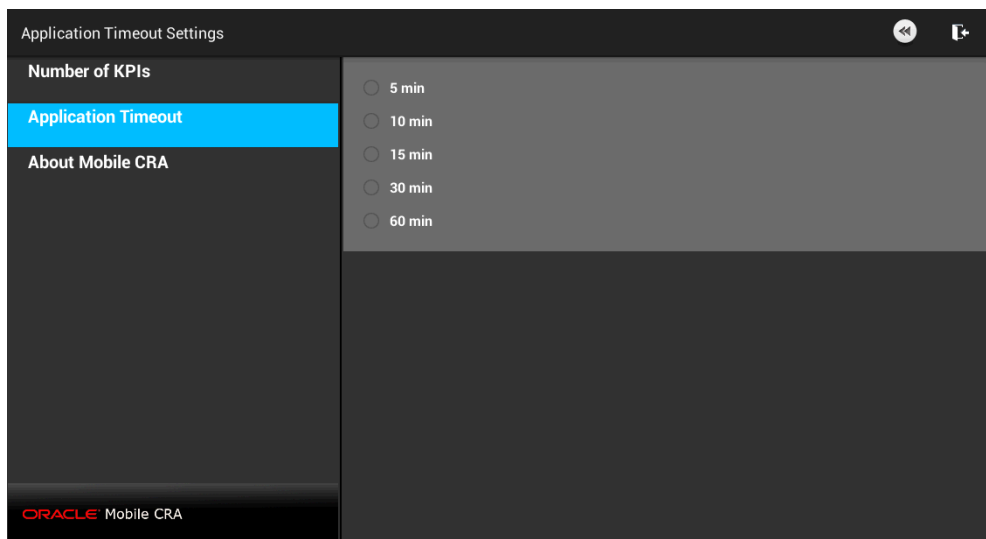 Application Timeout Settings
Number of KPIs
Application Timeout
About Mobile CRA
5 min
10 min
15 min
30 min
60 min
ORACLE Mobile CRA